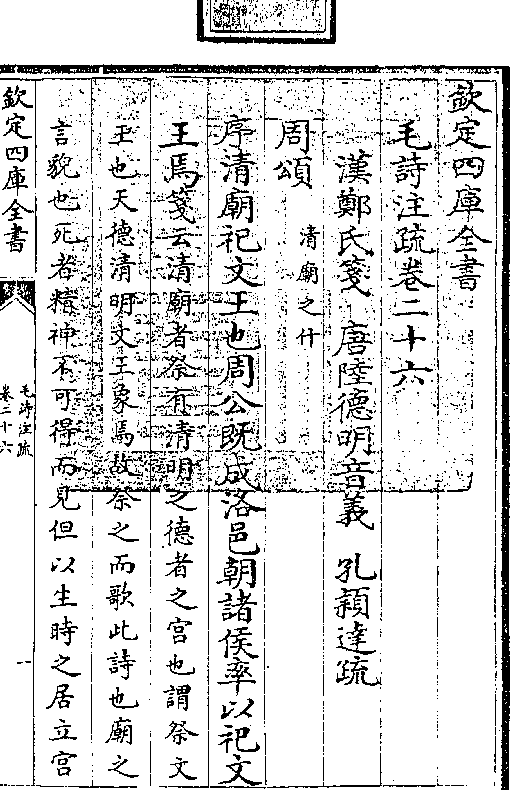 欽定四庫全書
毛詩注疏卷二十六
漢鄭氏箋 唐陸德明音義 孔穎達疏
周頌 清廟之什
序清廟祀文王也周公既成洛邑朝諸侯率以祀文
王焉箋云清廟者祭有清明之德者之宮也謂祭文
王也天德清明文王象焉故祭之而歌此詩也廟之
言貌也死者精神不可得而見但以生時之居立宮
欽定四庫全書
毛詩注疏
卷二十六
一